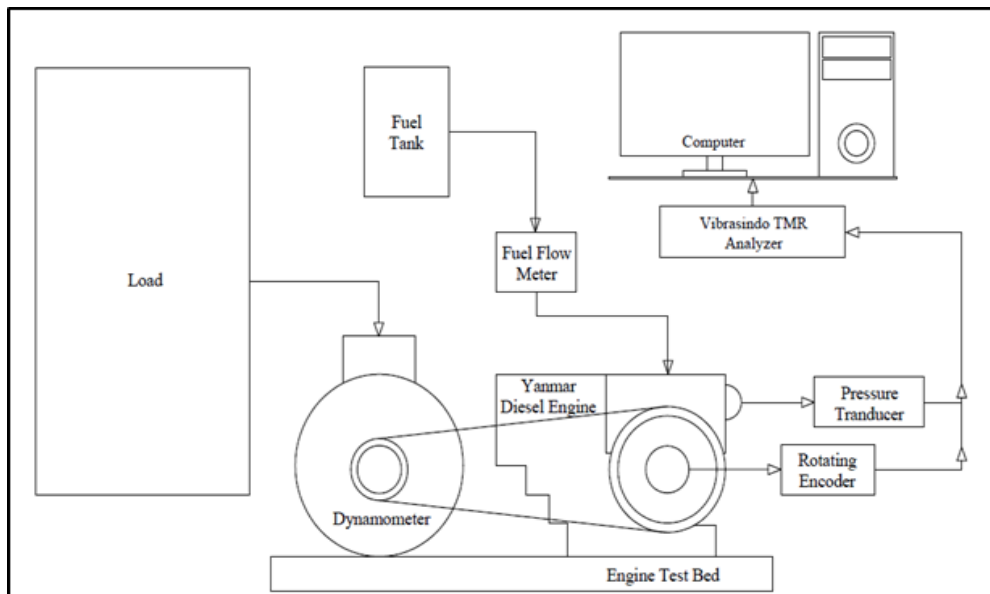 Load
Fuel
Tank
Computer
Vibrasindo TMR
Analyzer
Fuel Flow
Meter
Yanmar
Diesel Engine
Pressure
Tranducer
Rotating
Encoder
Dynamometer
Engine Test Bed